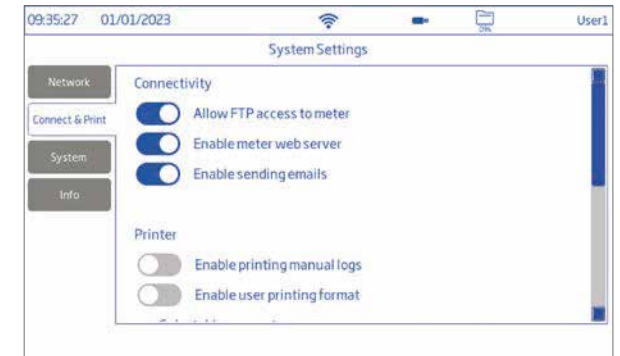 09:35:27 01/01/2023 User1
System Settings
Network
Connect & Print
System
Info
Connectivity
Allow FTP access to meter
Enable meter web server
Enable sending emails
Printer
Enable printing manual logs
Enable user printing format